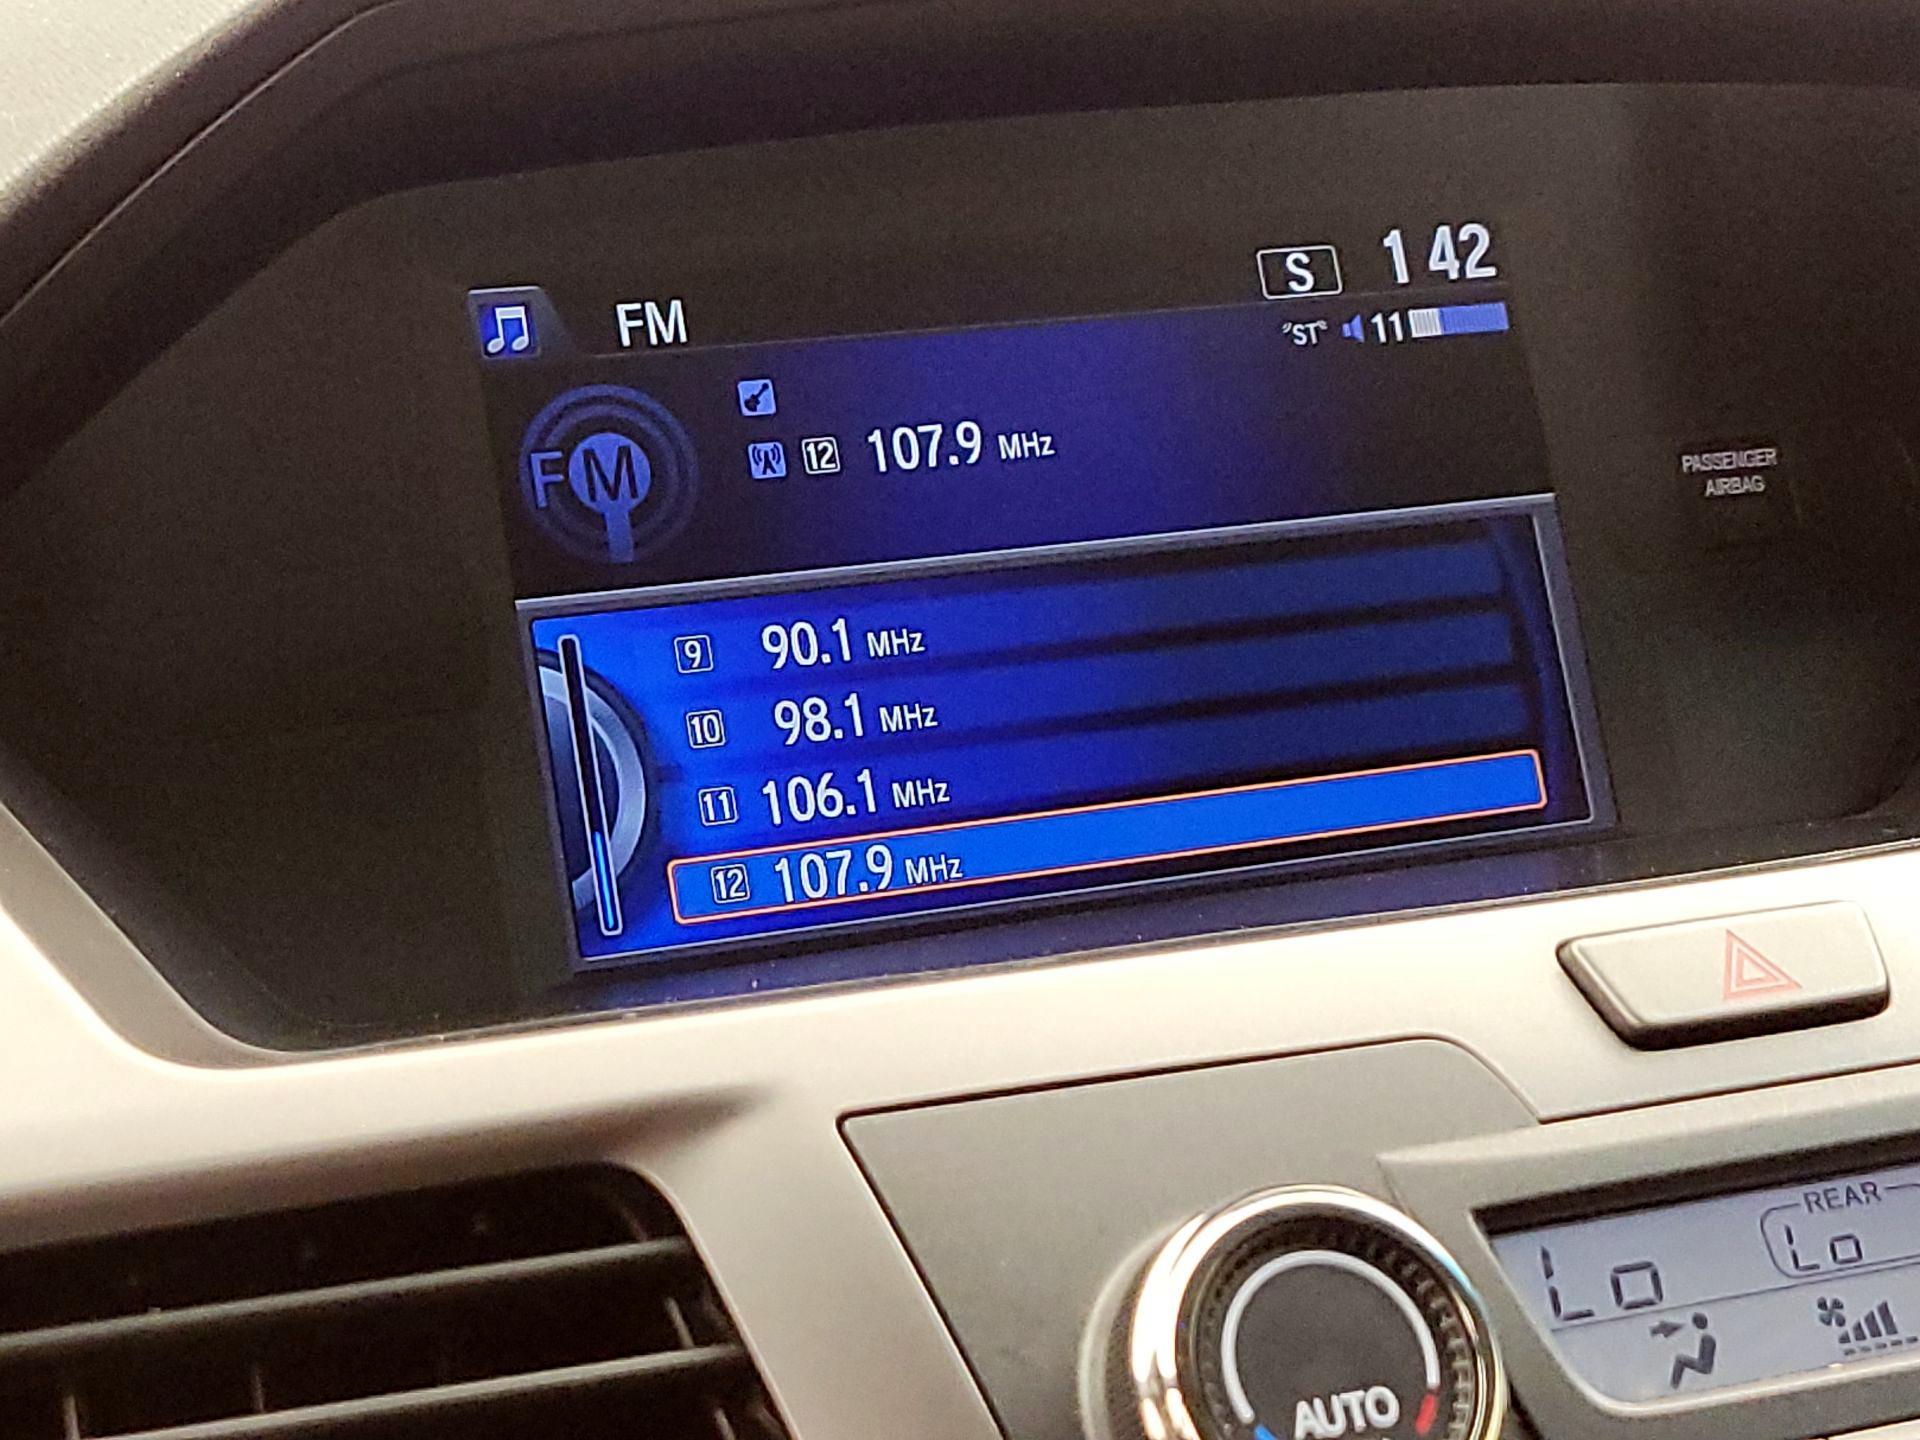 S 1 42
FM
ST 11
FM
12 107.9 MHz
9 90.1 MHz
10 98.1 MHz
11 106.1 MHz
12 107.9 MHz
PASSENGER
AIRBAG
REAR
Lo
Lo
AUTO